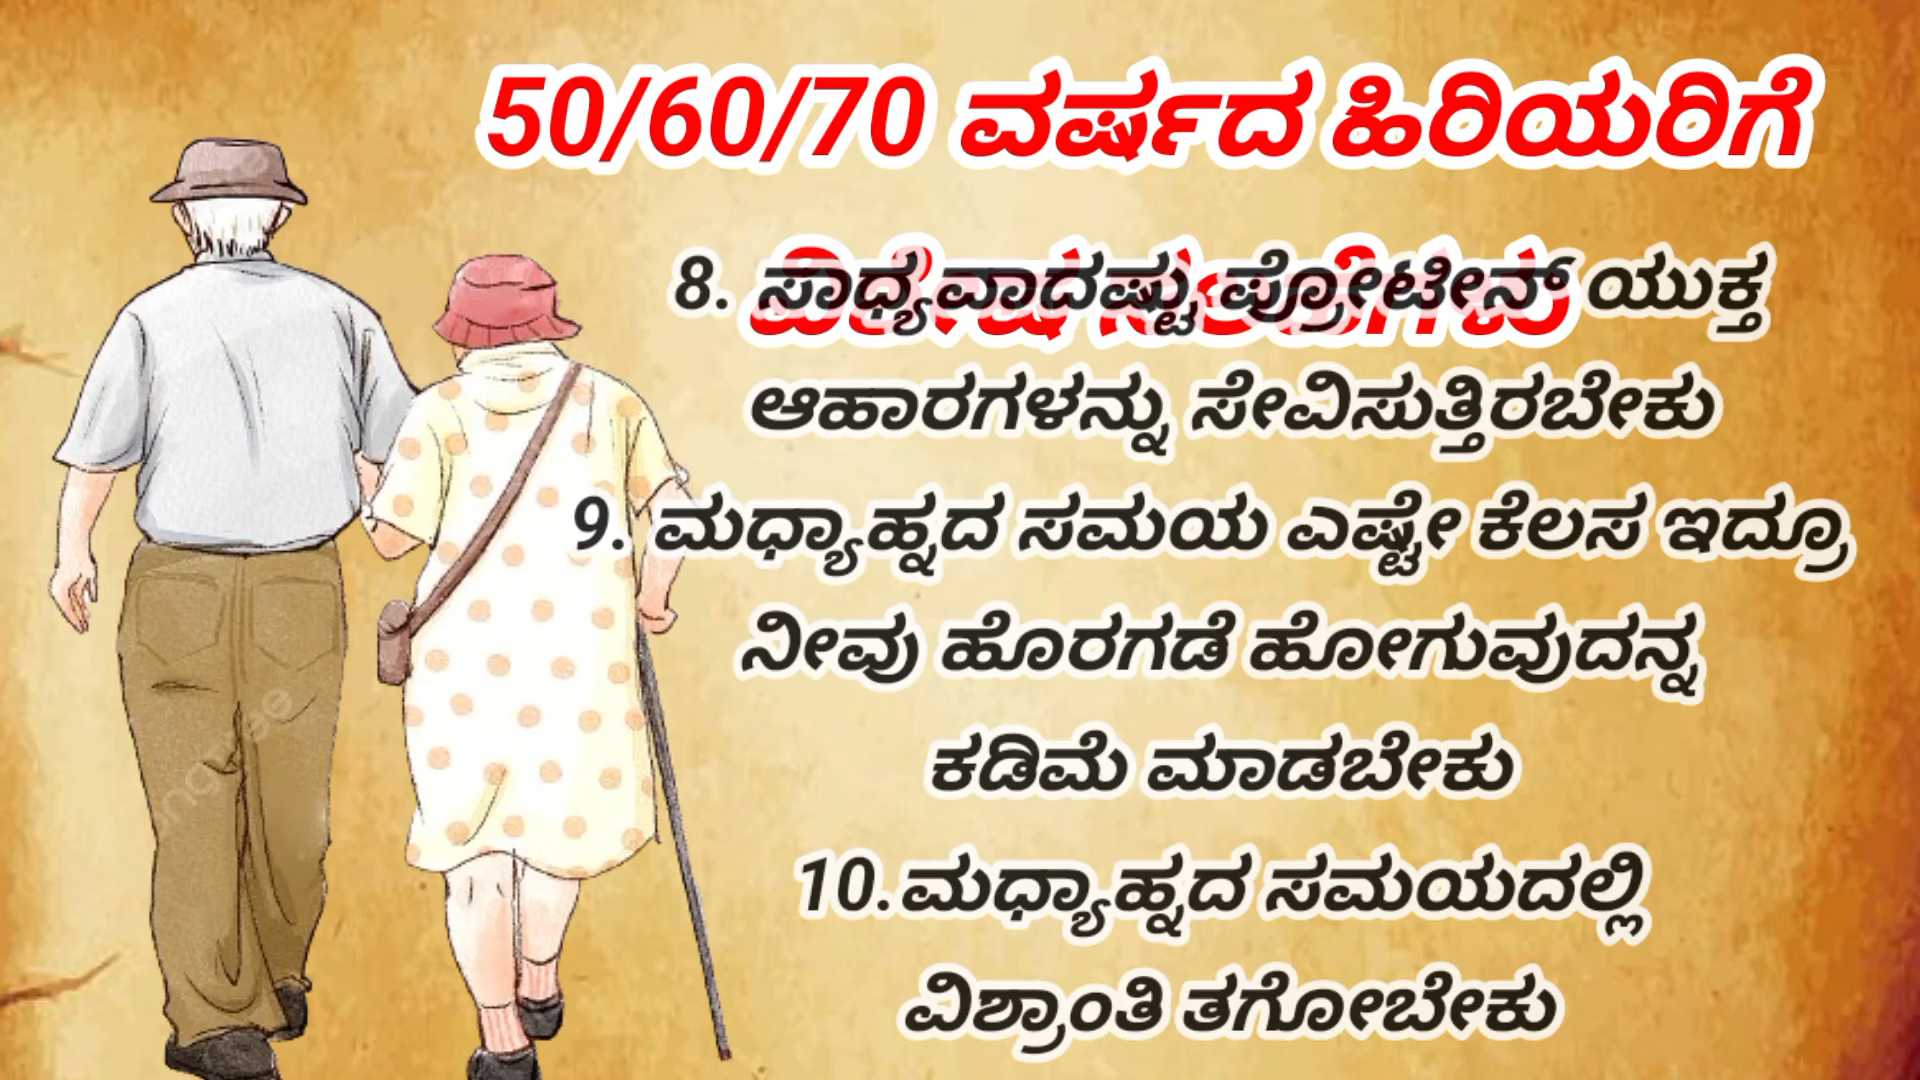 50/60/70 ವರ್ಷದ ಹಿರಿಯರಿಗೆ
8. ಸಾಧ್ಯವಾದಷ್ಟು ಪ್ರೋಟೀನ್ ಯುಕ್ತ
ಆಹಾರಗಳನ್ನು ಸೇವಿಸುತ್ತಿರಬೇಕು
9. ಮಧ್ಯಾಹ್ನದ ಸಮಯ ಎಷ್ಟೇ ಕೆಲಸ ಇದ್ರೂ
ನೀವು ಹೊರಗಡೆ ಹೋಗುವುದನ್ನ
ಕಡಿಮೆ ಮಾಡಬೇಕು
10.ಮಧ್ಯಾಹ್ನದ ಸಮಯದಲ್ಲಿ
ವಿಶ್ರಾಂತಿ ತಗೋಬೇಕು